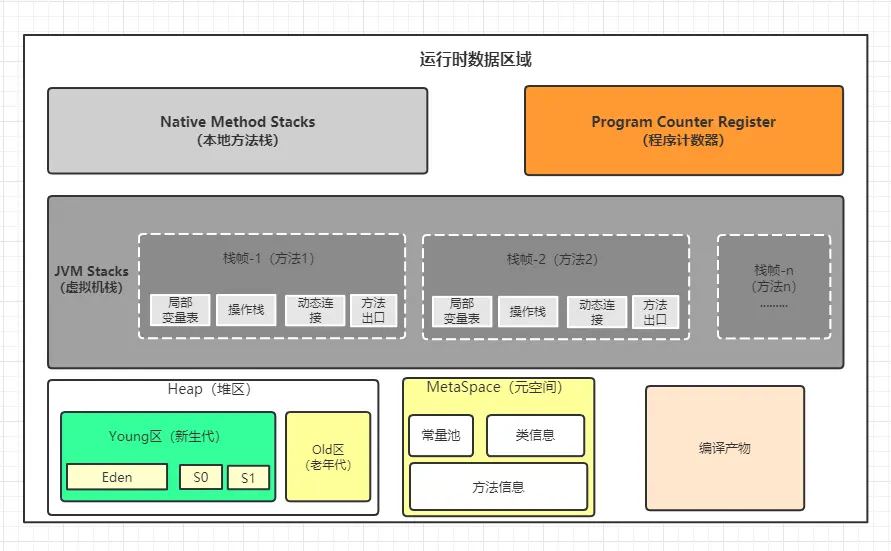 运行时数据区域
Native Method Stacks
（本地方法栈）
Program Counter Register
（程序计数器）
JVM Stacks
（虚拟机栈）
栈帧-1（方法1）
局部
变量表
操作栈
动态连
接
方法
出口
栈帧-2（方法2）
局部
变量表
操作栈
动态连
接
方法
出口
栈帧-n
（方法n）
.........
Heap（堆区）
Young区（新生代）
Eden
S0
S1
Old区
（老年代）
MetaSpace（元空间）
常量池
类信息
方法信息
编译产物